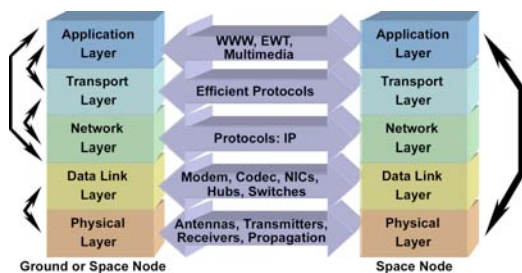 Application
Layer
Transport
Layer
Network
Layer
Data Link
Layer
Physical
Layer
Ground or Space Node
WWW, EWT,
Multimedia
Efficient Protocols
Protocols: IP
Modem, Codec, NICs,
Hubs, Switches
Antennas, Transmitters,
Receivers, Propagation
Application
Layer
Transport
Layer
Network
Layer
Data Link
Layer
Physical
Layer
Space Node